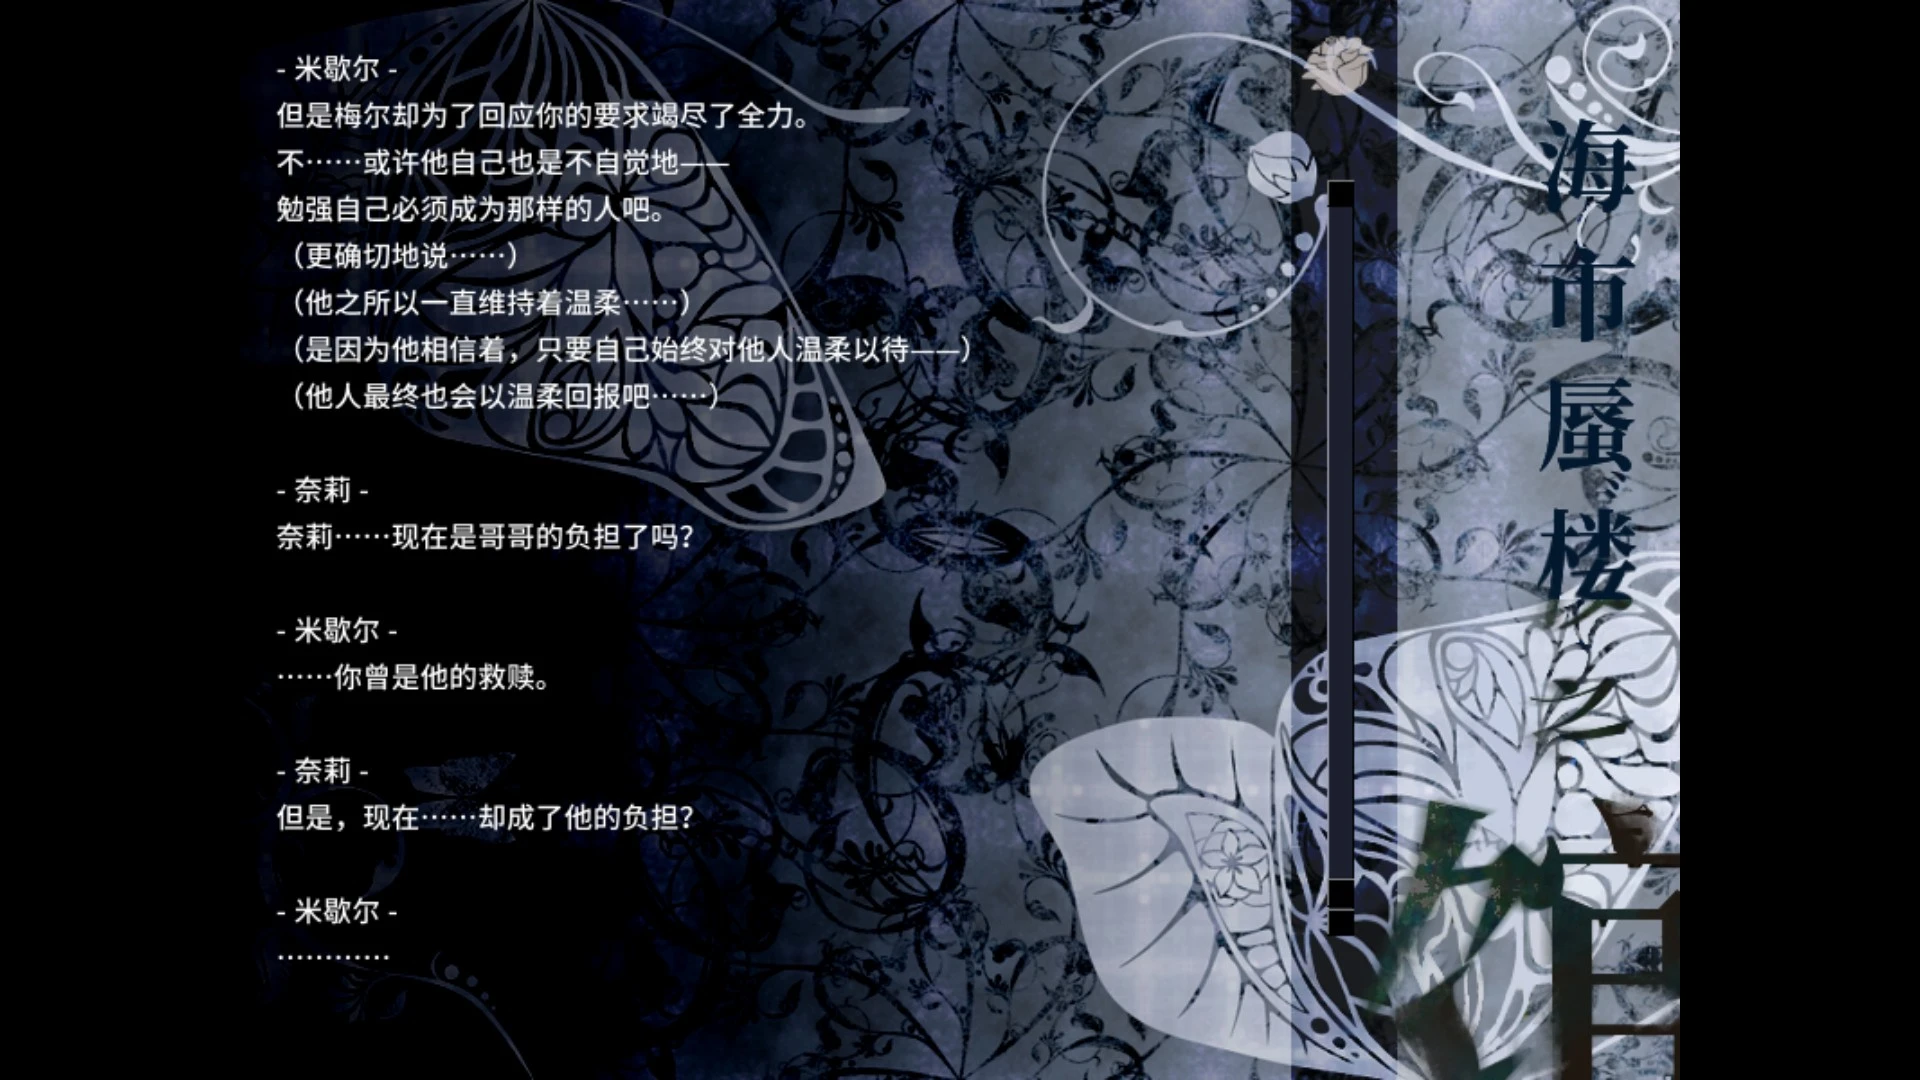 - 米歇尔 -
但是梅尔却为了回应你的要求竭尽了全力。
不……或许他自己也是不自觉地——
勉强自己必须成为那样的人吧。
（更确切地说……）
（他之所以一直维持着温柔……）
（是因为他相信着，只要自己始终对他人温柔以待——）
（他人最终也会以温柔回报吧……）
- 奈莉 -
奈莉……现在是哥哥的负担了吗？
- 米歇尔 -
……你曾是他的救赎。
- 奈莉 -
但是，现在……却成了他的负担？
- 米歇尔 -
…………
海市蜃楼之馆